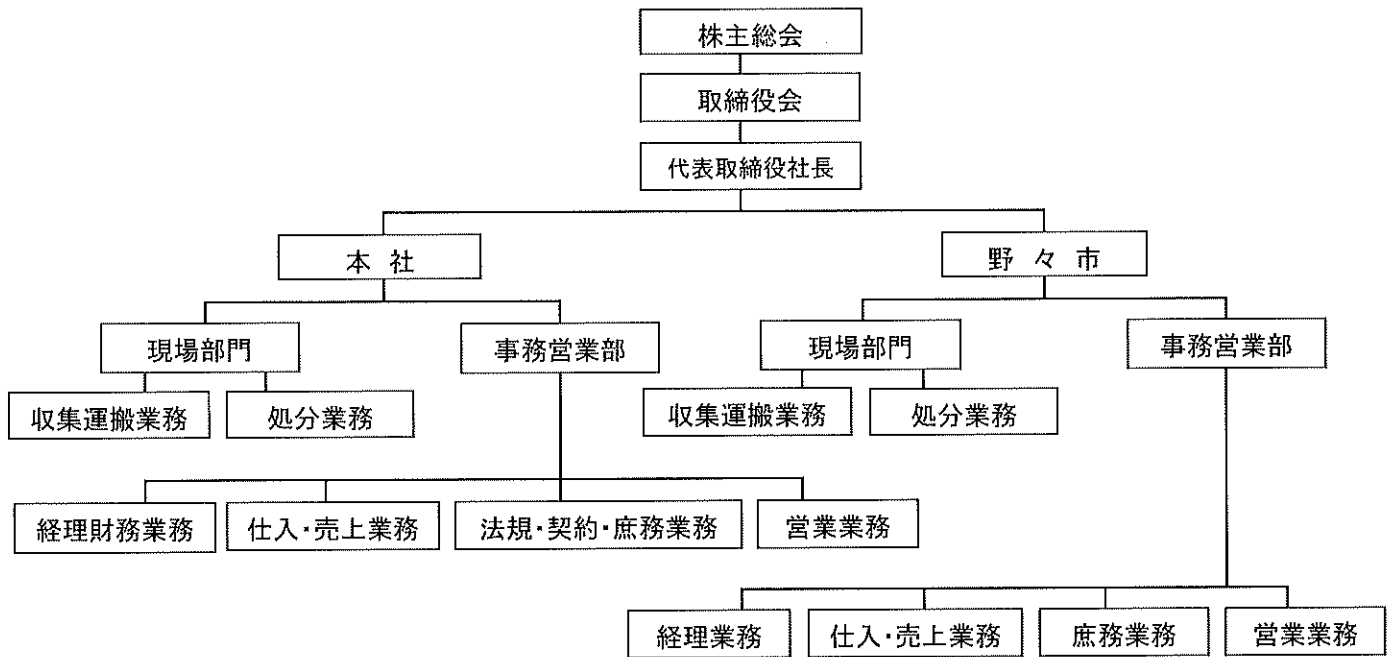 株主総会
取締役会
代表取締役社長
本 社
野 々 市
現場部門
事務営業部
現場部門
事務営業部
収集運搬業務
処分業務
収集運搬業務
処分業務
経理財務業務
仕入・売上業務
法規・契約・庶務業務
営業業務
経理業務
仕入・売上業務
庶務業務
営業業務